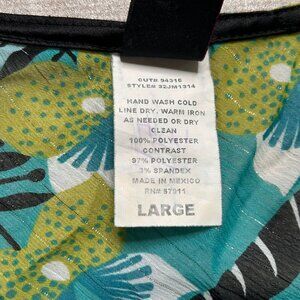 CUT# 94316
STYLE# 32JM1314
HAND WASH COLD
LINE DRY. WARM IRON
AS NEEDED OR DRY
CLEAN
100% POLYESTER
CONTRAST
97% POLYESTER
3% SPANDEX
MADE IN MEXICO
RN# 57911
LARGE